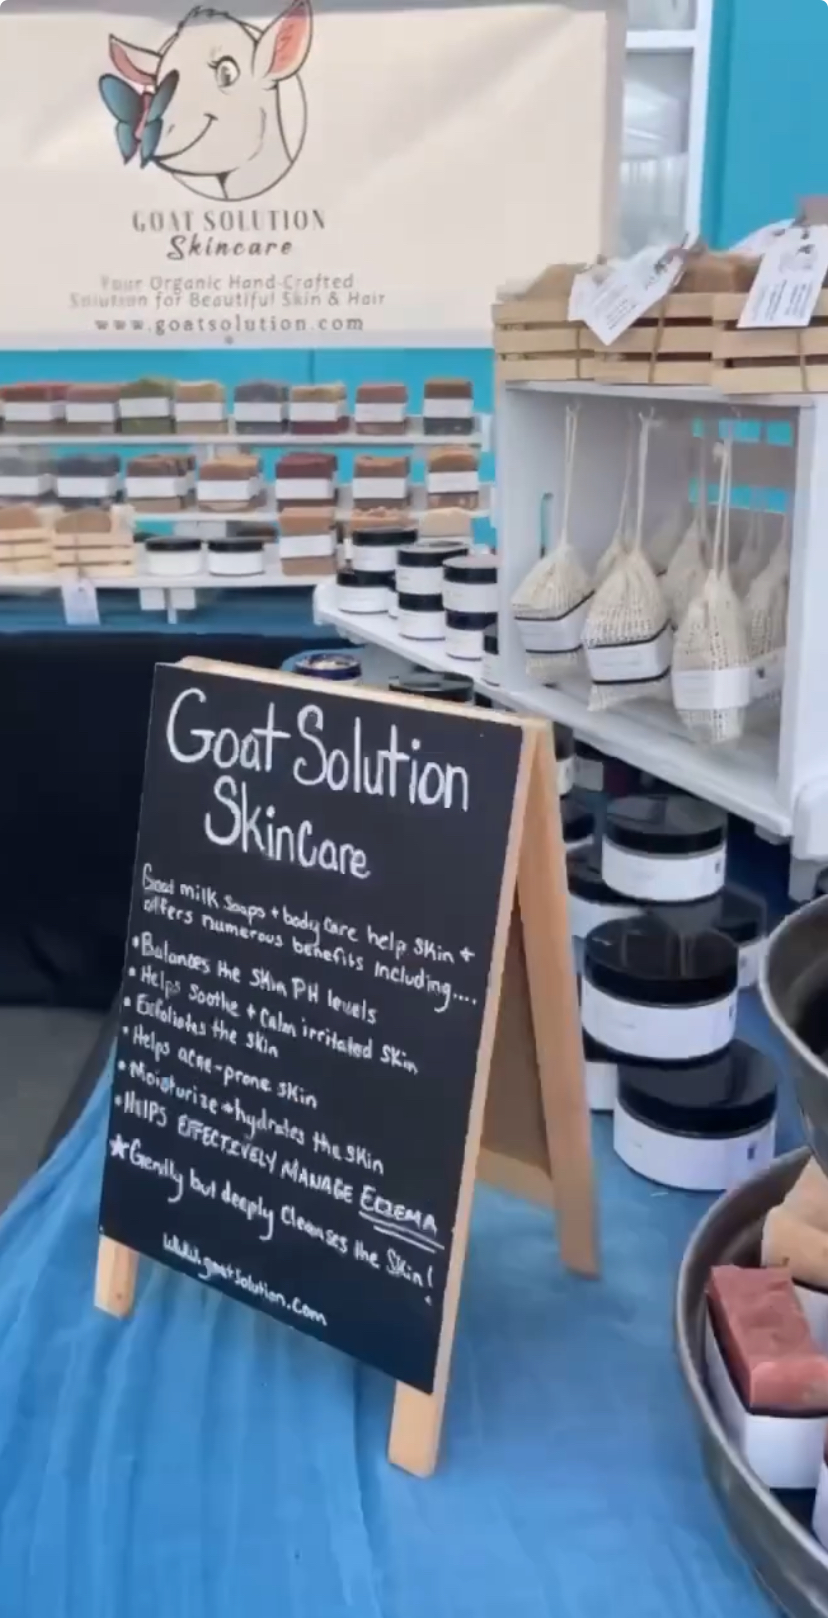 GOAT SOLUTION
Skincare
Your Organic Hand-Crafted
Solution for Beautiful Skin & Hair
www.goatsolution.com
Goat Solution
SkinCare
Goat milk soaps + body care help skin +
offers numerous benefits including....
• Balances the skin PH levels
• Helps soothe + calm irritated skin
• Exfoliates the skin
• Helps acne-prone skin
• Moisturize + hydrates the skin
• HELPS EFFECTIVELY MANAGE ECZEMA
★ Gently but deeply cleanses the skin!
www.goatsolution.com